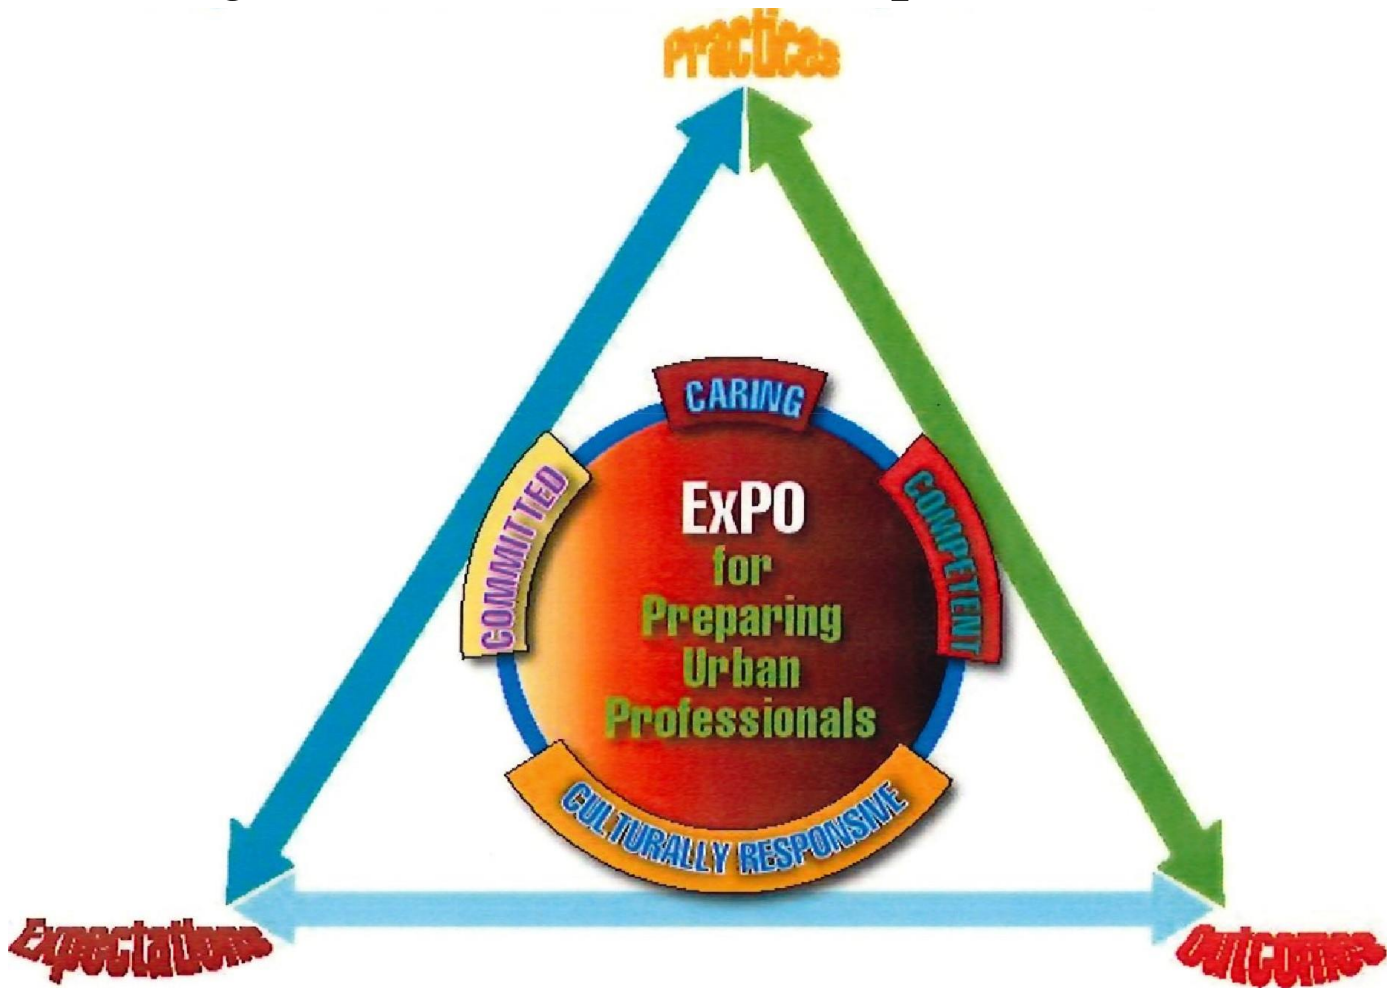 Practices
CARING
COMMITTED
COMPETENT
ExPO
for
Preparing
Urban
Professionals
CULTURALLY RESPONSIVE
Expectations
Outcomes